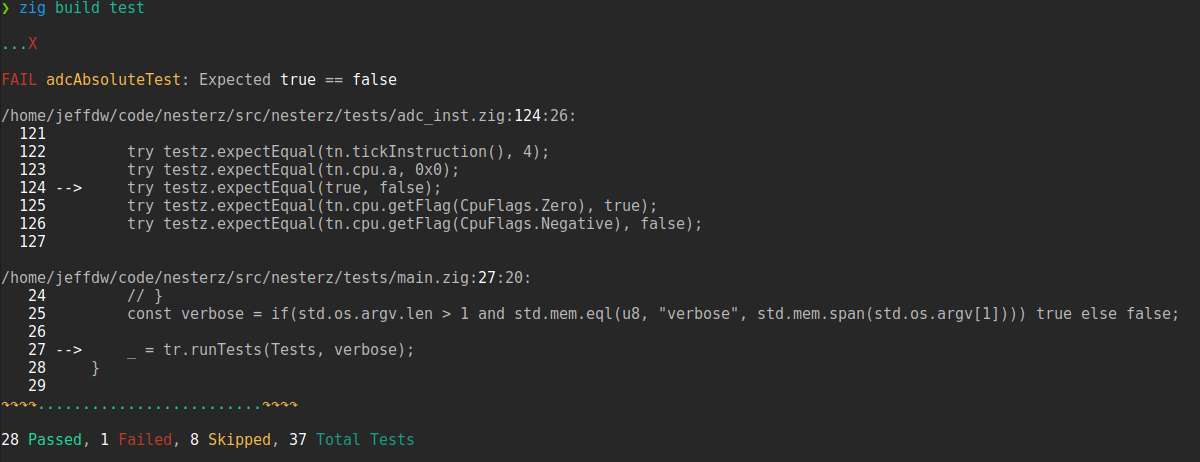 ❯ zig build test
...X
FAIL adcAbsoluteTest: Expected true == false
/home/jeffdw/code/nesterz/src/nesterz/tests/adc_inst.zig:124:26:
  121
  122         try testz.expectEqual(tn.tickInstruction(), 4);
  123         try testz.expectEqual(tn.cpu.a, 0x0);
  124 -->     try testz.expectEqual(true, false);
  125         try testz.expectEqual(tn.cpu.getFlag(CpuFlags.Zero), true);
  126         try testz.expectEqual(tn.cpu.getFlag(CpuFlags.Negative), false);
  127
/home/jeffdw/code/nesterz/src/nesterz/tests/main.zig:27:20:
   24         // }
   25         const verbose = if(std.os.argv.len > 1 and std.mem.eql(u8, "verbose", std.mem.span(std.os.argv[1]))) true else false;
   26
   27 -->     _ = tr.runTests(Tests, verbose);
   28     }
   29
↷↷↷↷.........................↷↷↷↷
28 Passed, 1 Failed, 8 Skipped, 37 Total Tests